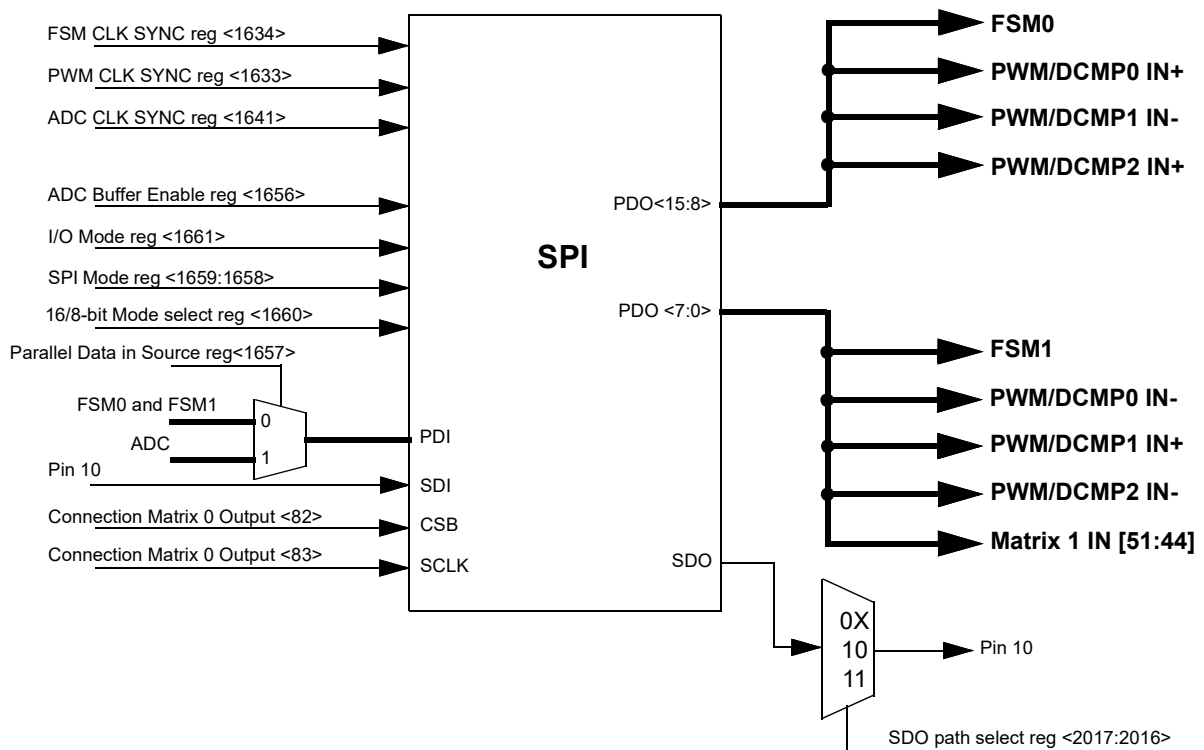 FSM CLK SYNC reg <1634>
PWM CLK SYNC reg <1633>
ADC CLK SYNC reg <1641>
ADC Buffer Enable reg <1656>
I/O Mode reg <1661>
SPI Mode reg <1659:1658>
16/8-bit Mode select reg <1660>
Parallel Data in Source reg<1657>
FSM0 and FSM1
0
ADC
1
Pin 10
Connection Matrix 0 Output <82>
Connection Matrix 0 Output <83>
PDI
SDI
CSB
SCLK
SPI
PDO<15:8>
PDO <7:0>
SDO
FSM0
PWM/DCMP0 IN+
PWM/DCMP1 IN-
PWM/DCMP2 IN+
FSM1
PWM/DCMP0 IN-
PWM/DCMP1 IN+
PWM/DCMP2 IN-
Matrix 1 IN [51:44]
0X
10
11
Pin 10
SDO path select reg <2017:2016>